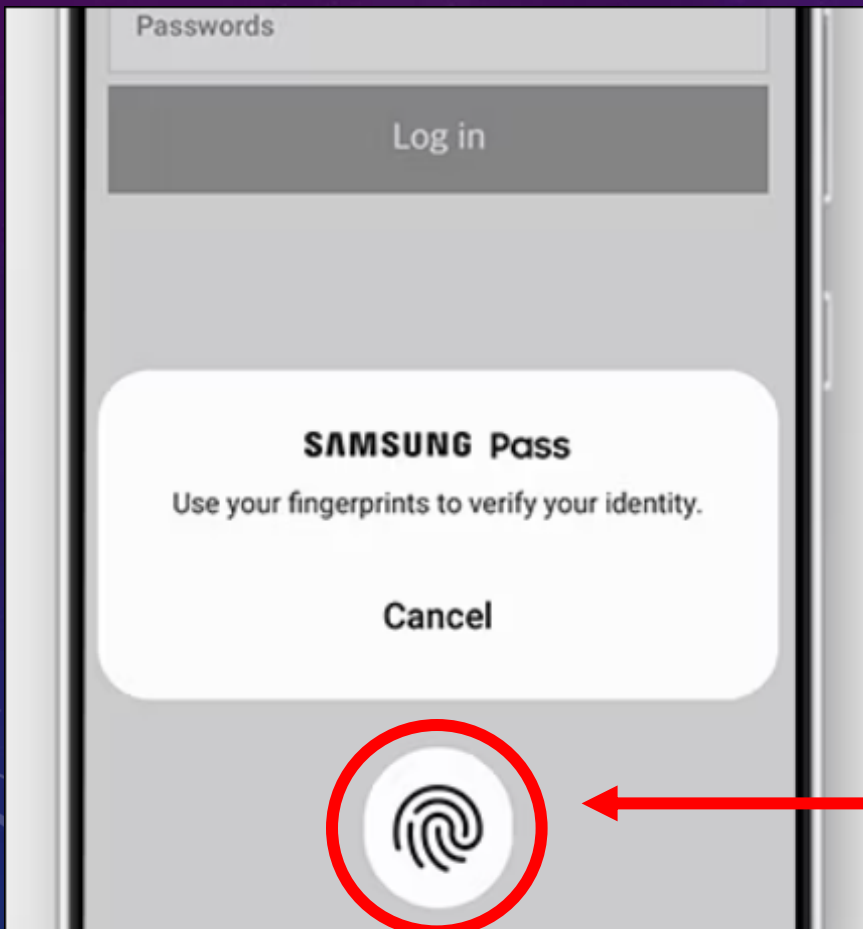 Passwords
Log in
SAMSUNG Pass
Use your fingerprints to verify your identity.
Cancel